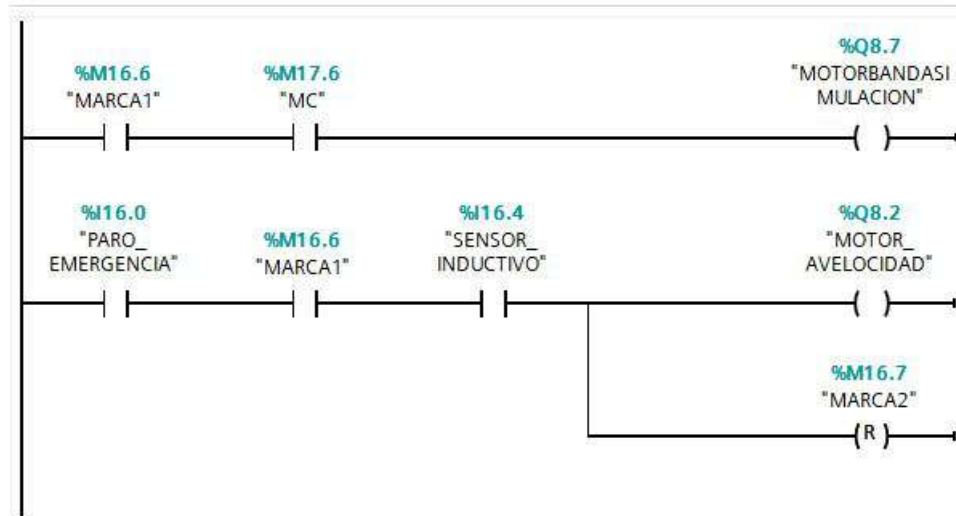 %Q8.7
%M16.6 %M17.6 "MOTORBANDASI
"MARCA1" "MC" MULACION"
%I16.0 %I16.4 %Q8.2
"PARO_ %M16.6 "SENSOR_ "MOTOR_
EMERGENCIA" "MARCA1" INDUCTIVO" AVELOCIDAD"
%M16.7
"MARCA2"
R